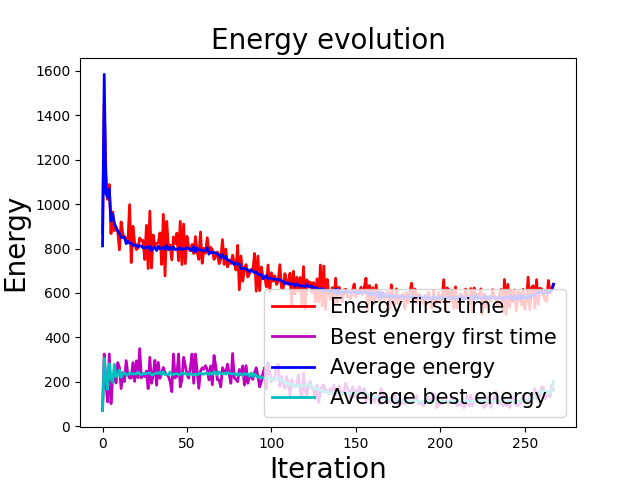 Energy evolution
1600
1400
1200
1000
800
600
400
200
0
Energy
Energy first time
Best energy first time
Average energy
Average best energy
0 50 100 150 200 250
Iteration